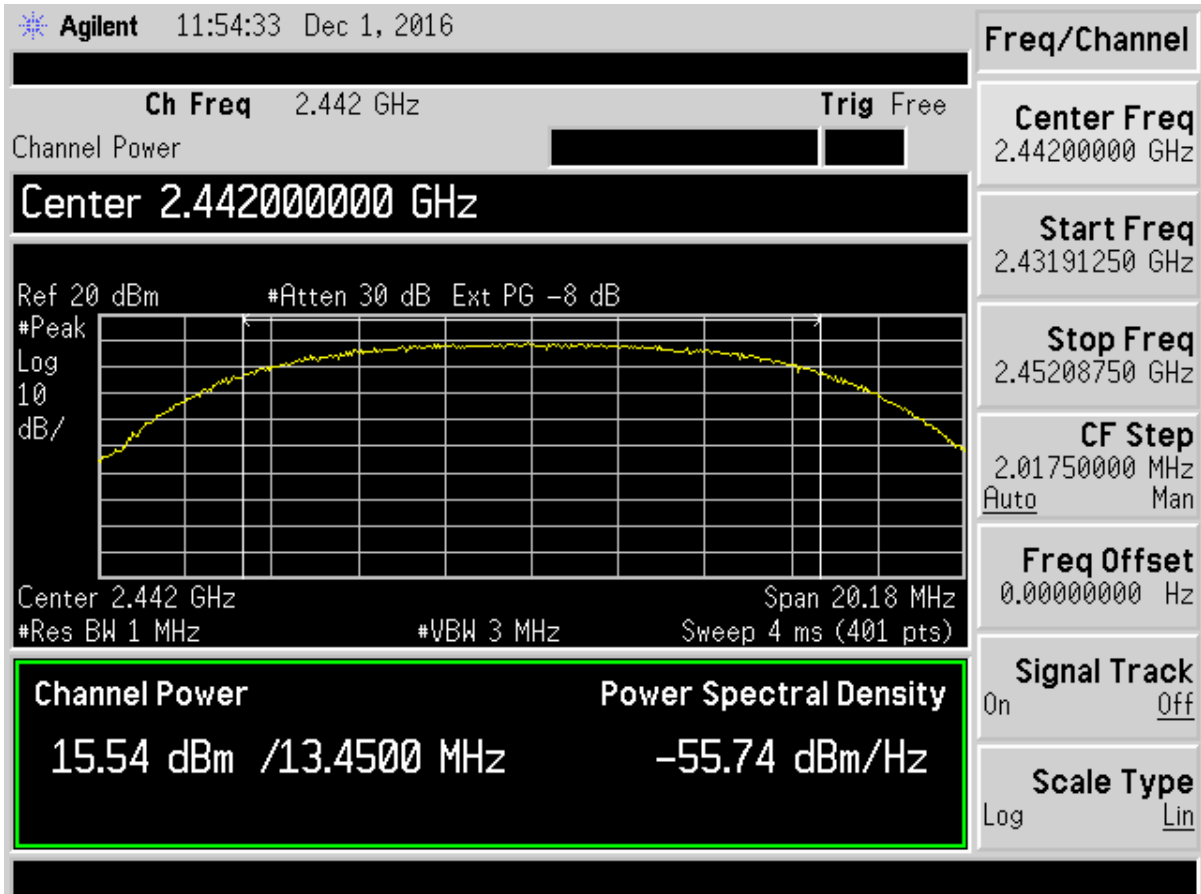 Agilent 11:54:33 Dec 1, 2016
Ch Freq 2.442 GHz Trig Free
Channel Power
Center 2.442000000 GHz
Ref 20 dBm #Atten 30 dB Ext PG -8 dB
#Peak
Log
10
dB/
Center 2.442 GHz Span 20.18 MHz
#Res BW 1 MHz #VBW 3 MHz Sweep 4 ms (401 pts)
Channel Power Power Spectral Density
15.54 dBm /13.4500 MHz -55.74 dBm/Hz
Freq/Channel
Center Freq
2.44200000 GHz
Start Freq
2.43191250 GHz
Stop Freq
2.45208750 GHz
CF Step
2.01750000 MHz
Auto Man
Freq Offset
0.00000000 Hz
Signal Track
On Off
Scale Type
Log Lin